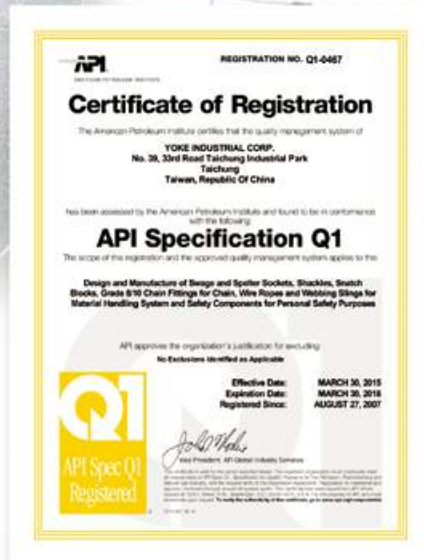 API
AMERICAN PETROLEUM INSTITUTE
REGISTRATION NO. Q1-0467
Certificate of Registration
The American Petroleum Institute certifies that the quality management system of
YOKE INDUSTRIAL CORP.
No. 39, 33rd Road Taichung Industrial Park
Taichung
Taiwan, Republic Of China
has been assessed by the American Petroleum Institute and found to be in conformance
with the following:
API Specification Q1
The scope of this registration and the approved quality management system applies to the
Design and Manufacture of Swage and Spelter Sockets, Shackles, Snatch
Blocks, Grade 8/10 Chain Fittings for Chain, Wire Ropes and Webbing Slings for
Material Handling System and Safety Components for Personal Safety Purposes
API approves the organization's justification for excluding:
No Exclusions Identified as Applicable
Effective Date: MARCH 30, 2015
Expiration Date: MARCH 30, 2018
Registered Since: AUGUST 27, 2007
Q1
API Spec Q1
Registered
Vice President, API Global Industry Services